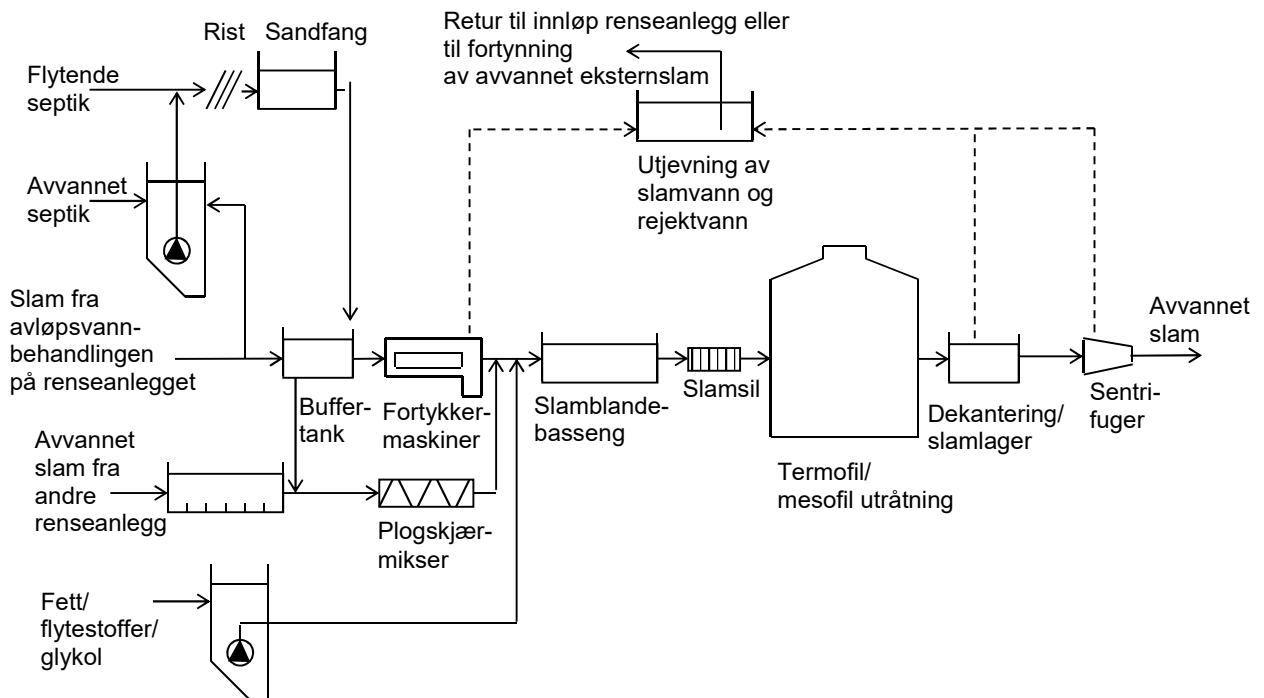 Retur til innløp renseanlegg eller
til fortynning
av avvannet eksternslam
Rist
Sandfang
Flytende
septik
Avvannet
septik
Utjevning av
slamvann og
rejektvann
Slam fra
avløpsvann-
behandlingen
på renseanlegget
Avvannet
slam
Buffer-
tank
Fortykker-
maskiner
Slamblande-
basseng
Slamsil
Dekantering/
slamlager
Sentri-
fuger
Termofil/
mesofil utråtning
Avvannet
slam fra
andre
renseanlegg
Plogskjær-
mikser
Fett/
flytestoffer/
glykol